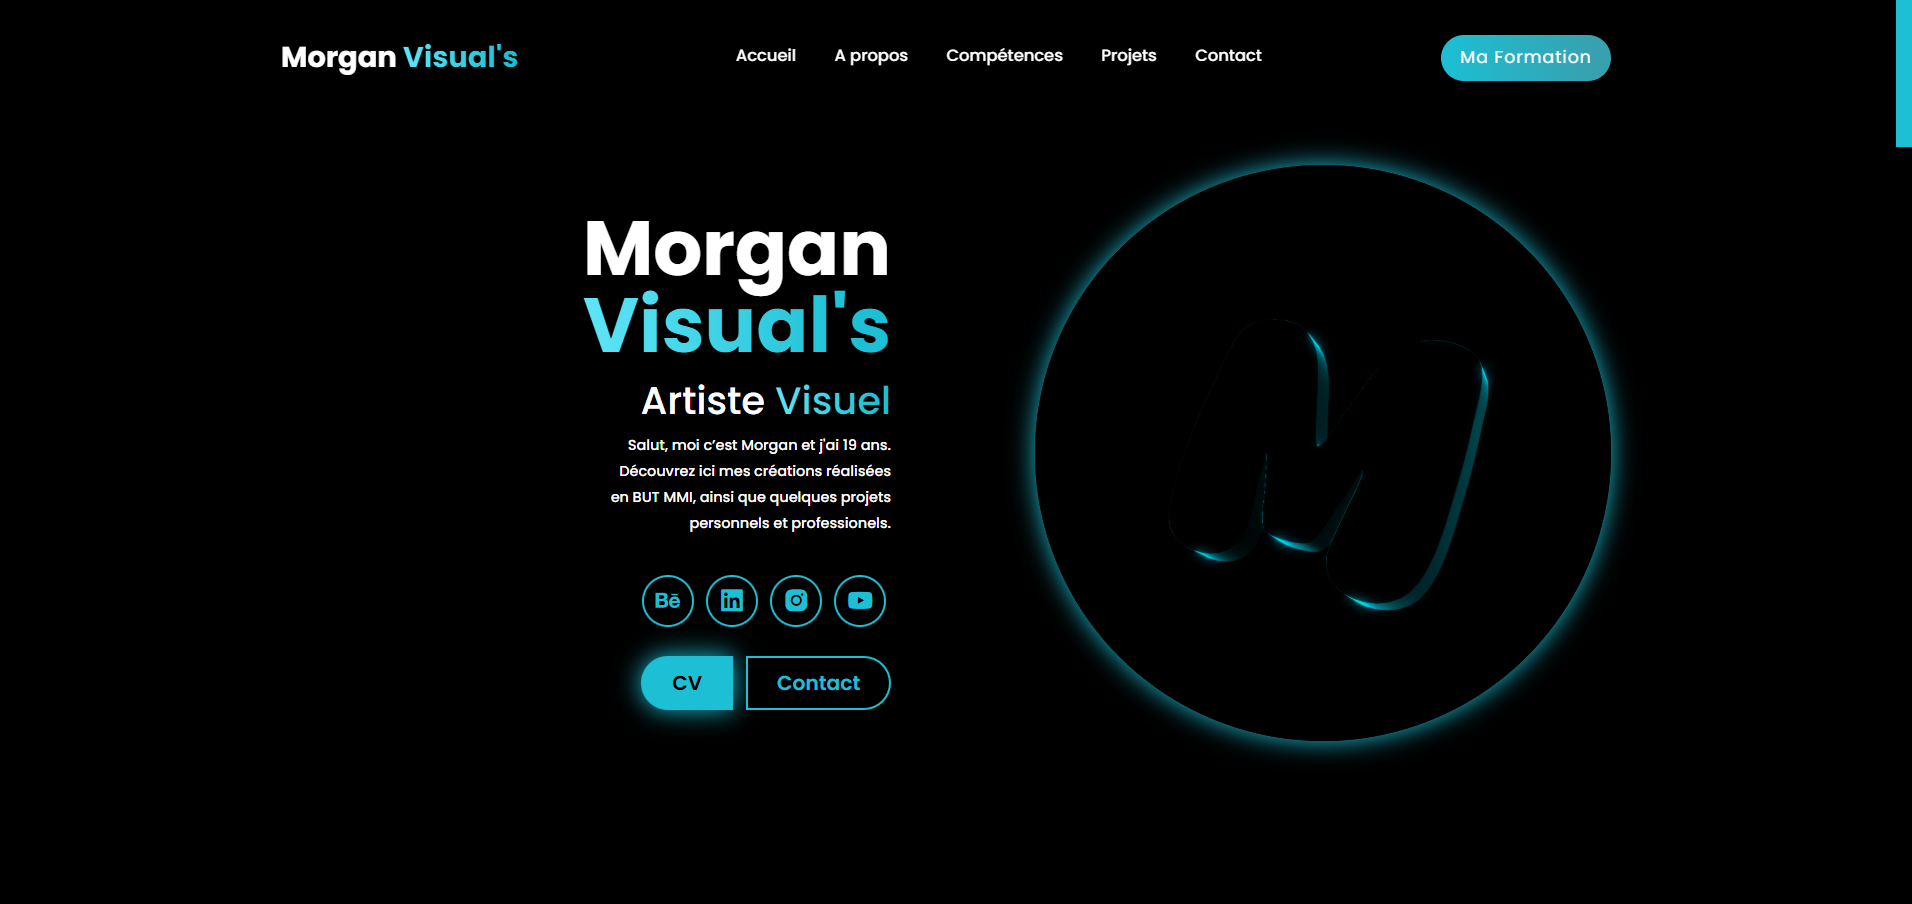 Morgan Visual's
Accueil
A propos
Compétences
Projets
Contact
Ma Formation
Morgan
Visual's
Artiste Visuel
Salut, moi c’est Morgan et j'ai 19 ans.
Découvrez ici mes créations réalisées
en BUT MMI, ainsi que quelques projets
personnels et professionels.
Bē
in
CV
Contact
M